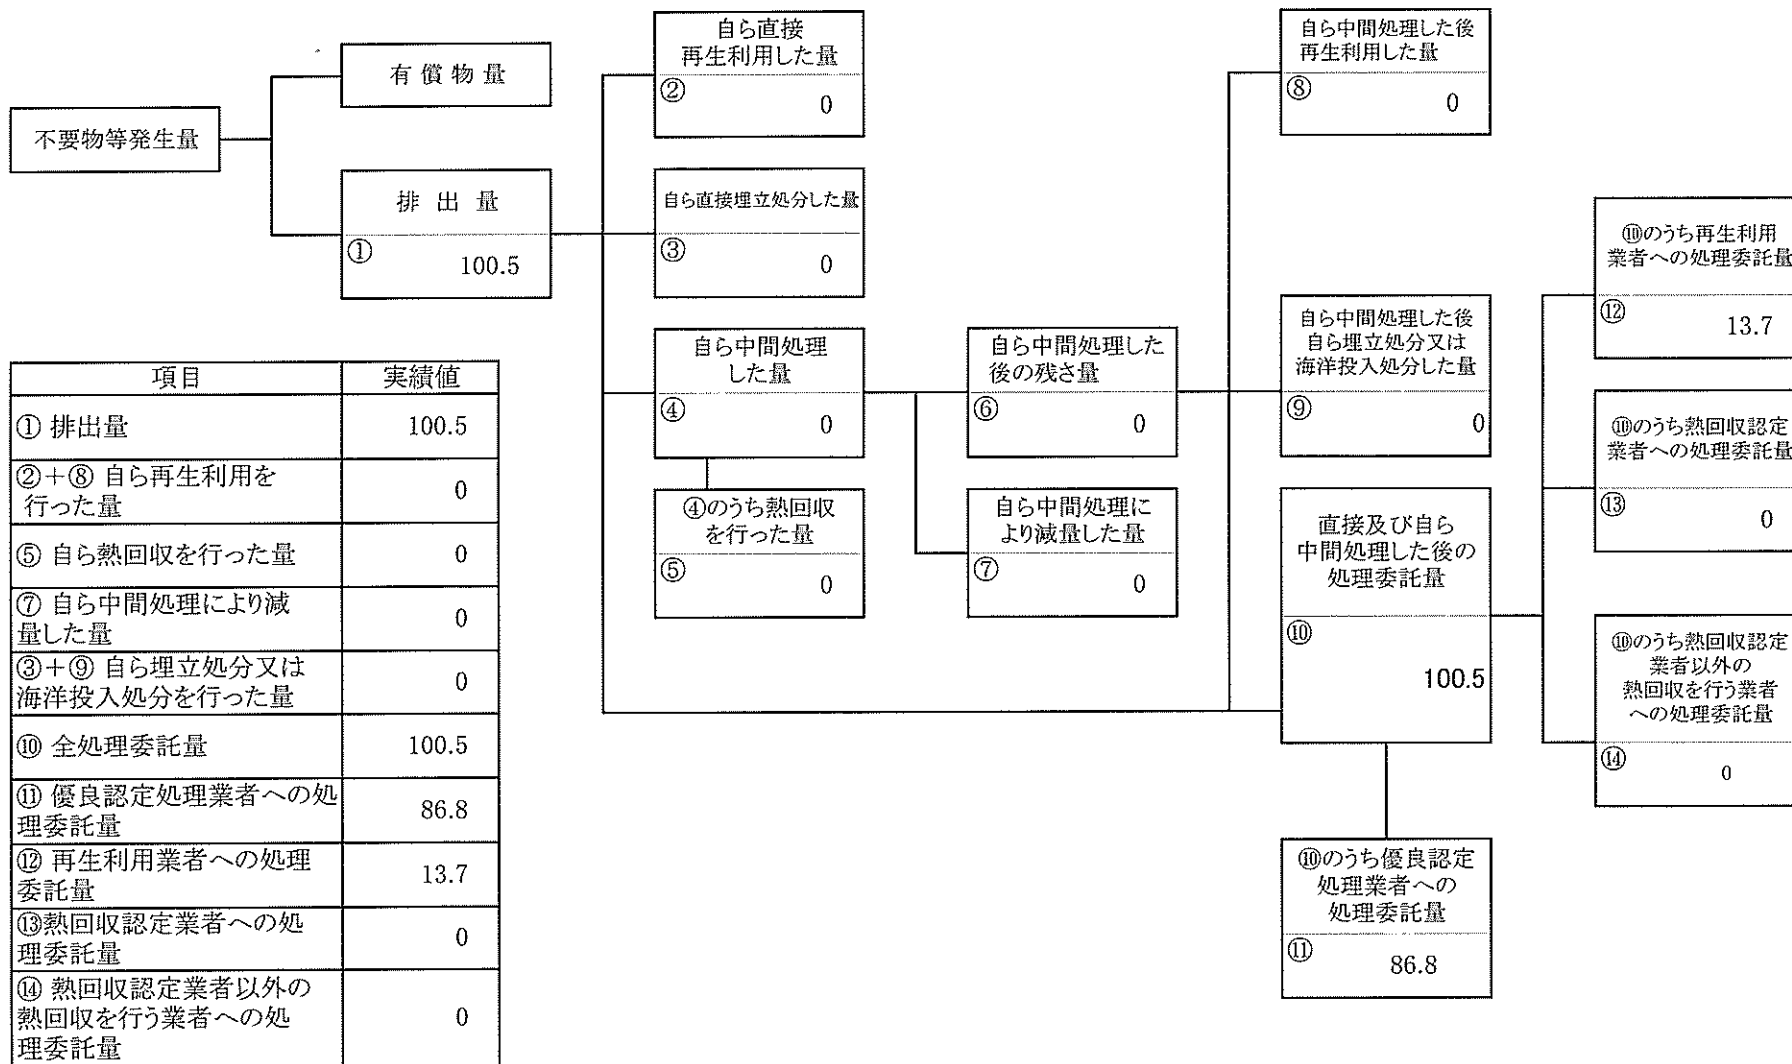 不要物等発生量
有償物量
排出量
①
100.5
自ら直接
再生利用した量
②
0
自ら直接埋立処分した量
③
0
自ら中間処理
した量
④
0
④のうち熱回収
を行った量
⑤
0
自ら中間処理した
後の残さ量
⑥
0
自ら中間処理に
より減量した量
⑦
0
自ら中間処理した後
再生利用した量
⑧
0
自ら中間処理した後
自ら埋立処分又は
海洋投入処分した量
⑨
0
直接及び自ら
中間処理した後の
処理委託量
⑩
100.5
⑩のうち優良認定
処理業者への
処理委託量
⑪
86.8
⑩のうち再生利用
業者への処理委託量
⑫
13.7
⑩のうち熱回収認定
業者への処理委託量
⑬
0
⑩のうち熱回収認定
業者以外の
熱回収を行う業者
への処理委託量
⑭
0
項目 実績値
① 排出量 100.5
②+⑧ 自ら再生利用を
行った量 0
⑤ 自ら熱回収を行った量 0
⑦ 自ら中間処理により減
量した量 0
③+⑨ 自ら埋立処分又は
海洋投入処分を行った量 0
⑩ 全処理委託量 100.5
⑪ 優良認定処理業者への処
理委託量 86.8
⑫ 再生利用業者への処理
委託量 13.7
⑬熱回収認定業者への処
理委託量 0
⑭ 熱回収認定業者以外の
熱回収を行う業者への処
理委託量 0